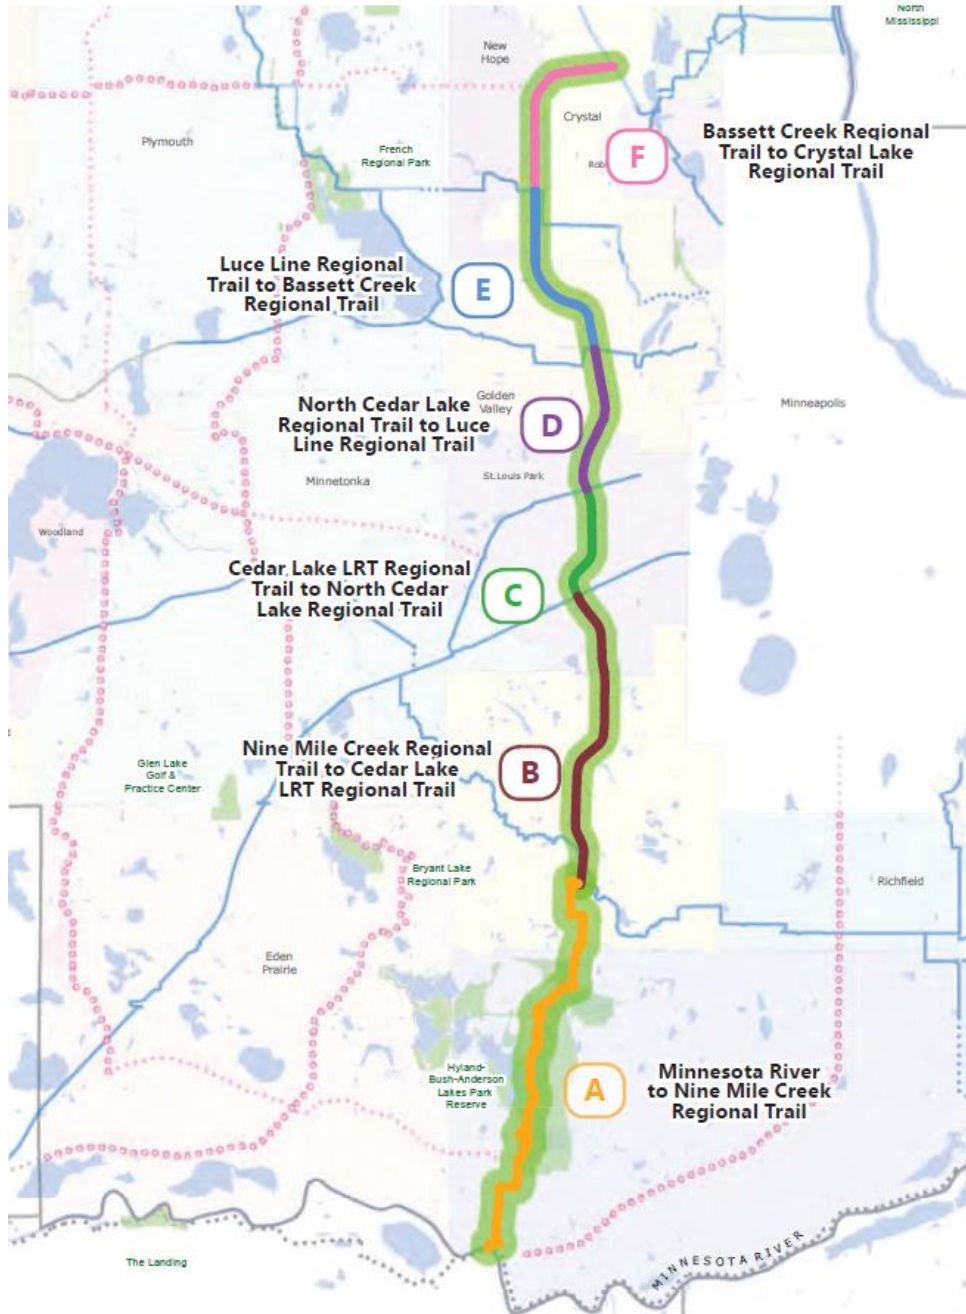 North
Mississippi
New
Hope
Crystal
Plymouth
French
Regional Park
F
Bassett Creek Regional
Trail to Crystal Lake
Regional Trail
Luce Line Regional
Trail to Bassett Creek
Regional Trail
E
North Cedar Lake
Regional Trail to Luce
Line Regional Trail
Golden
Valley
D
Minneapolis
St. Louis Park
Minnetonka
Woodland
Cedar Lake LRT Regional
Trail to North Cedar
Lake Regional Trail
C
Nine Mile Creek Regional
Trail to Cedar Lake
LRT Regional Trail
B
Glen Lake
Golf &
Practice Center
Bryant Lake
Regional Park
Richfield
Eden
Prairie
Hyland-
Bush-Anderson
Lakes Park
Reserve
A
Minnesota River
to Nine Mile Creek
Regional Trail
MINNESOTA RIVER
The Landing